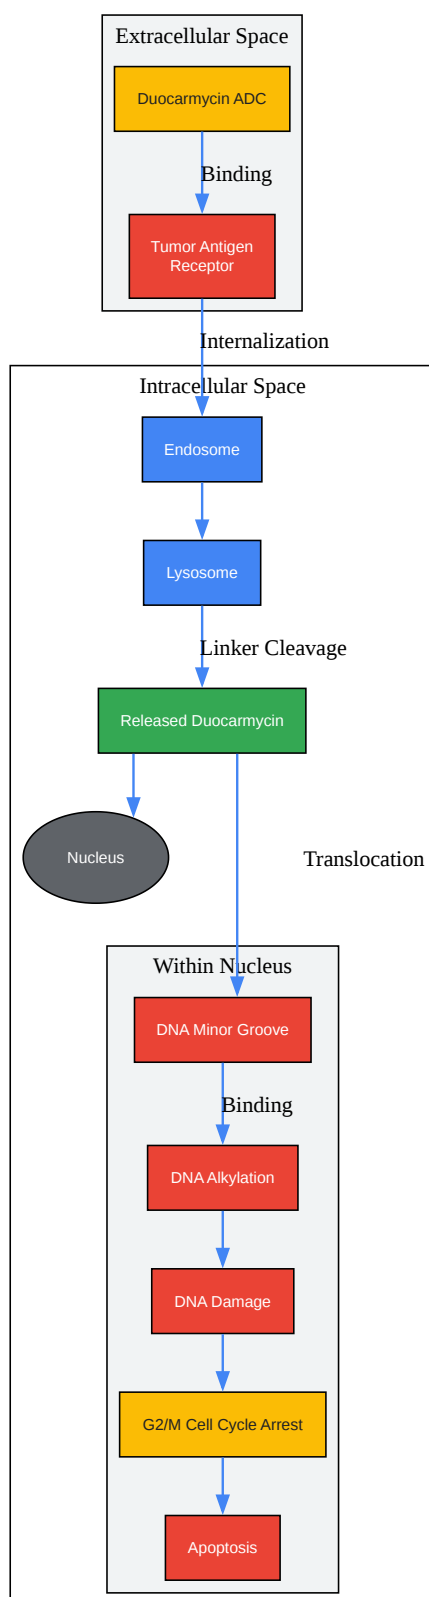 Extracellular Space
Duocarmycin ADC
Binding
Tumor Antigen
Receptor
Internalization
Intracellular Space
Endosome
Lysosome
Linker Cleavage
Released Duocarmycin
Nucleus
Translocation
Within Nucleus
DNA Minor Groove
Binding
DNA Alkylation
DNA Damage
G2/M Cell Cycle Arrest
Apoptosis